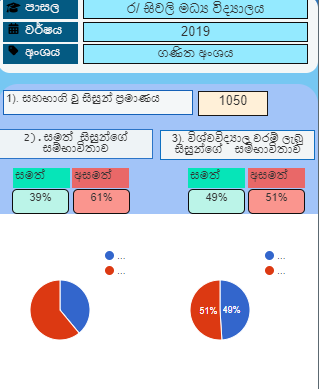 පාසල ර/ සිවලි මධ්‍ය විද්‍යාලය
වර්ෂය 2019
අංශය ගණිත අංශය
1). සහභාගි වූ සිසුන් ප්‍රමාණය 1050
2).සමත් සිසුන්ගේ
සම්භාවිතාව
3). විශ්වවිද්‍යාල වරම් ලැබූ
සිසුන්ගේ සම්භාවිතාව
සමත් අසමත් සමත් අසමත්
39% 61% 49% 51%
... ...
... ...
51% 49%